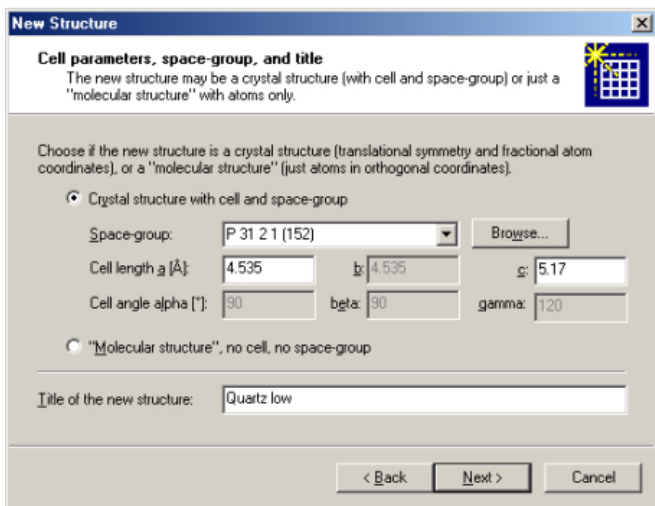 New Structure
Cell parameters, space-group, and title
The new structure may be a crystal structure (with cell and space-group) or just a
"molecular structure" with atoms only.
Choose if the new structure is a crystal structure (translational symmetry and fractional atom
coordinates), or a "molecular structure" (just atoms in orthogonal coordinates).
Crystal structure with cell and space-group
Space-group: P 31 2 1 (152) Browse...
Cell length a [Å]: 4.535 b: 4.535 c: 5.17
Cell angle alpha [°]: 90 beta: 90 gamma: 120
"Molecular structure", no cell, no space-group
Title of the new structure: Quartz low
< Back Next > Cancel